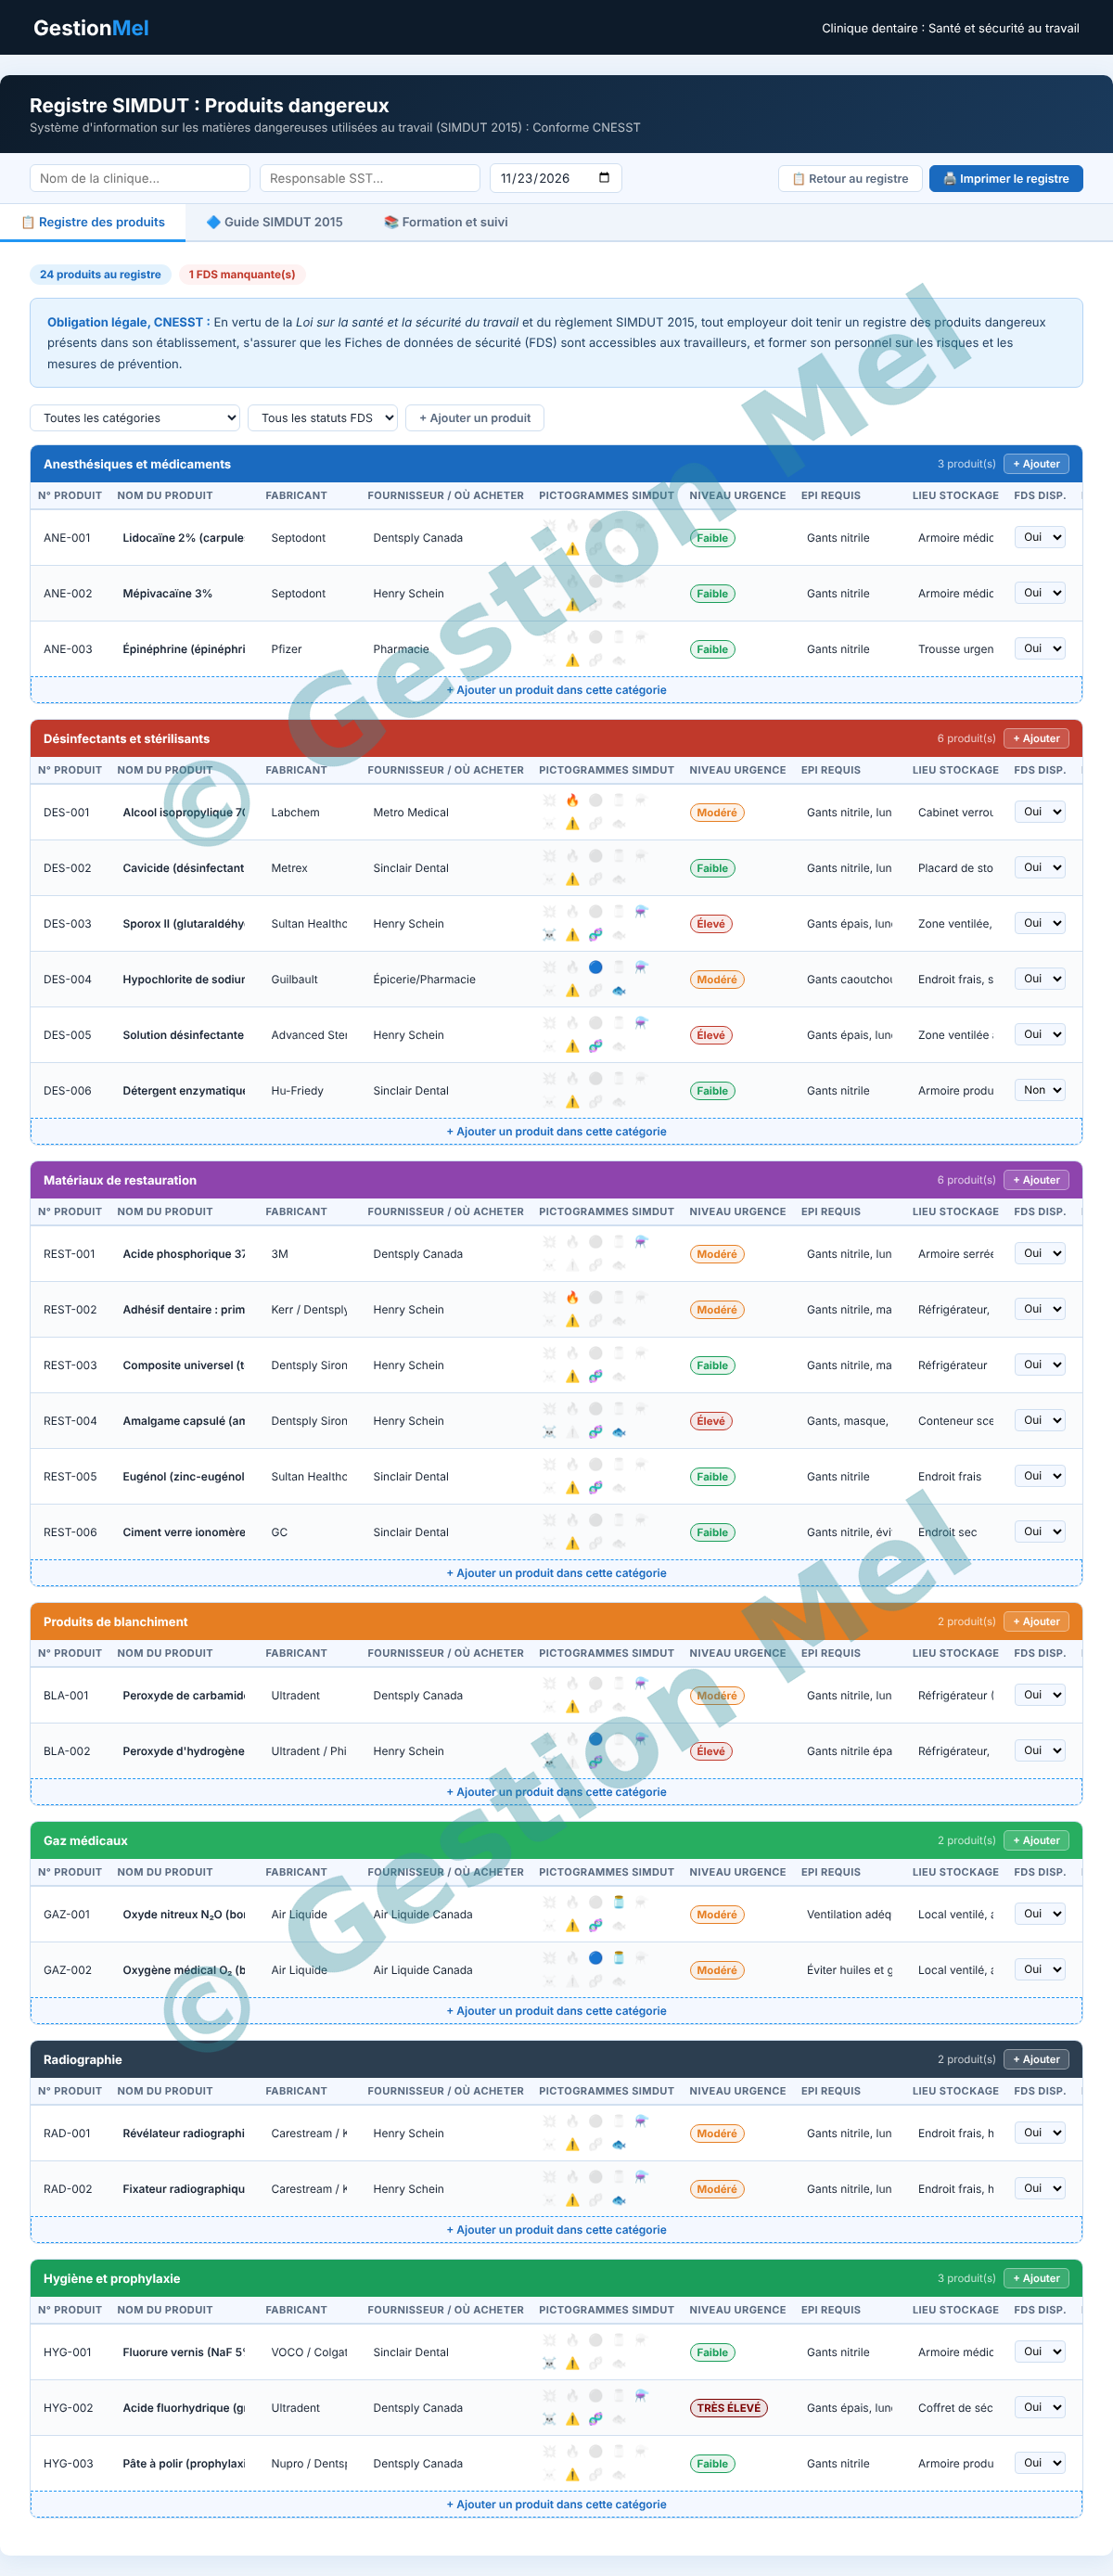 GestionMel
Clinique dentaire : Santé et sécurité au travail
Registre SIMDUT : Produits dangereux
Système d'information sur les matières dangereuses utilisées au travail (SIMDUT 2015) : Conforme CNESST
Nom de la clinique... Responsable SST... 11/23/2026 📋 Retour au registre 🖨️ Imprimer le registre
📋 Registre des produits 🔷 Guide SIMDUT 2015 📚 Formation et suivi
24 produits au registre 1 FDS manquante(s)
Obligation légale, CNESST : En vertu de la Loi sur la santé et la sécurité du travail et du règlement SIMDUT 2015, tout employeur doit tenir un registre des produits dangereux
présents dans son établissement, s'assurer que les Fiches de données de sécurité (FDS) sont accessibles aux travailleurs, et former son personnel sur les risques et les
mesures de prévention.
Toutes les catégories Tous les statuts FDS + Ajouter un produit
Anesthésiques et médicaments 3 produit(s) + Ajouter
N° PRODUIT NOM DU PRODUIT FABRICANT FOURNISSEUR / OÙ ACHETER PICTOGRAMMES SIMDUT NIVEAU URGENCE EPI REQUIS LIEU STOCKAGE FDS DISP.
ANE-001 Lidocaïne 2% (carpule Septodont Dentsply Canada Faible Gants nitrile Armoire médic Oui
ANE-002 Mépivacaïne 3% Septodont Henry Schein Faible Gants nitrile Armoire médic Oui
ANE-003 Épinéphrine (épinéphri Pfizer Pharmacie Faible Gants nitrile Trousse urgen Oui
+ Ajouter un produit dans cette catégorie
Désinfectants et stérilisants 6 produit(s) + Ajouter
N° PRODUIT NOM DU PRODUIT FABRICANT FOURNISSEUR / OÙ ACHETER PICTOGRAMMES SIMDUT NIVEAU URGENCE EPI REQUIS LIEU STOCKAGE FDS DISP.
DES-001 Alcool isopropylique 70 Labchem Metro Medical Modéré Gants nitrile, lun Cabinet verrou Oui
DES-002 Cavicide (désinfectant Metrex Sinclair Dental Faible Gants nitrile, lun Placard de sto Oui
DES-003 Sporox II (glutaraldéhy Sultan Healthc Henry Schein Élevé Gants épais, lun Zone ventilée, Oui
DES-004 Hypochlorite de sodiur Guilbault Épicerie/Pharmacie Modéré Gants caoutchou Endroit frais, s Oui
DES-005 Solution désinfectante Advanced Ster Henry Schein Élevé Gants épais, lun Zone ventilée Oui
DES-006 Détergent enzymatique Hu-Friedy Sinclair Dental Faible Gants nitrile Armoire produ Non
+ Ajouter un produit dans cette catégorie
Matériaux de restauration 6 produit(s) + Ajouter
N° PRODUIT NOM DU PRODUIT FABRICANT FOURNISSEUR / OÙ ACHETER PICTOGRAMMES SIMDUT NIVEAU URGENCE EPI REQUIS LIEU STOCKAGE FDS DISP.
REST-001 Acide phosphorique 37 3M Dentsply Canada Modéré Gants nitrile, lun Armoire serrée Oui
REST-002 Adhésif dentaire : prim Kerr / Dentsply Henry Schein Modéré Gants nitrile, ma Réfrigérateur, Oui
REST-003 Composite universel (t Dentsply Siron Henry Schein Faible Gants nitrile, ma Réfrigérateur Oui
REST-004 Amalgame capsulé (an Dentsply Siron Henry Schein Élevé Gants, masque, Conteneur sce Oui
REST-005 Eugénol (zinc-eugénol Sultan Healthc Sinclair Dental Faible Gants nitrile Endroit frais Oui
REST-006 Ciment verre ionomère GC Sinclair Dental Faible Gants nitrile, évi Endroit sec Oui
+ Ajouter un produit dans cette catégorie
Produits de blanchiment 2 produit(s) + Ajouter
N° PRODUIT NOM DU PRODUIT FABRICANT FOURNISSEUR / OÙ ACHETER PICTOGRAMMES SIMDUT NIVEAU URGENCE EPI REQUIS LIEU STOCKAGE FDS DISP.
BLA-001 Peroxyde de carbamide Ultradent Dentsply Canada Modéré Gants nitrile, lun Réfrigérateur ( Oui
BLA-002 Peroxyde d'hydrogène Ultradent / Phi Henry Schein Élevé Gants nitrile épa Réfrigérateur, Oui
+ Ajouter un produit dans cette catégorie
Gaz médicaux 2 produit(s) + Ajouter
N° PRODUIT NOM DU PRODUIT FABRICANT FOURNISSEUR / OÙ ACHETER PICTOGRAMMES SIMDUT NIVEAU URGENCE EPI REQUIS LIEU STOCKAGE FDS DISP.
GAZ-001 Oxyde nitreux N₂O (bor Air Liquide Air Liquide Canada Modéré Ventilation adéq Local ventilé, a Oui
GAZ-002 Oxygène médical O₂ (b Air Liquide Air Liquide Canada Modéré Éviter huiles et g Local ventilé, a Oui
+ Ajouter un produit dans cette catégorie
Radiographie 2 produit(s) + Ajouter
N° PRODUIT NOM DU PRODUIT FABRICANT FOURNISSEUR / OÙ ACHETER PICTOGRAMMES SIMDUT NIVEAU URGENCE EPI REQUIS LIEU STOCKAGE FDS DISP.
RAD-001 Révélateur radiographi Carestream / K Henry Schein Modéré Gants nitrile, lun Endroit frais, h Oui
RAD-002 Fixateur radiographiqu Carestream / K Henry Schein Modéré Gants nitrile, lun Endroit frais, h Oui
+ Ajouter un produit dans cette catégorie
Hygiène et prophylaxie 3 produit(s) + Ajouter
N° PRODUIT NOM DU PRODUIT FABRICANT FOURNISSEUR / OÙ ACHETER PICTOGRAMMES SIMDUT NIVEAU URGENCE EPI REQUIS LIEU STOCKAGE FDS DISP.
HYG-001 Fluorure vernis (NaF 5% VOCO / Colgat Sinclair Dental Faible Gants nitrile Armoire médic Oui
HYG-002 Acide fluorhydrique (gr Ultradent Dentsply Canada TRÈS ÉLEVÉ Gants épais, lun Coffret de séc Oui
HYG-003 Pâte à polir (prophylaxi Nupro / Dentsp Dentsply Canada Faible Gants nitrile Armoire produ Oui
+ Ajouter un produit dans cette catégorie
© Gestion Mel
© Gestion Mel